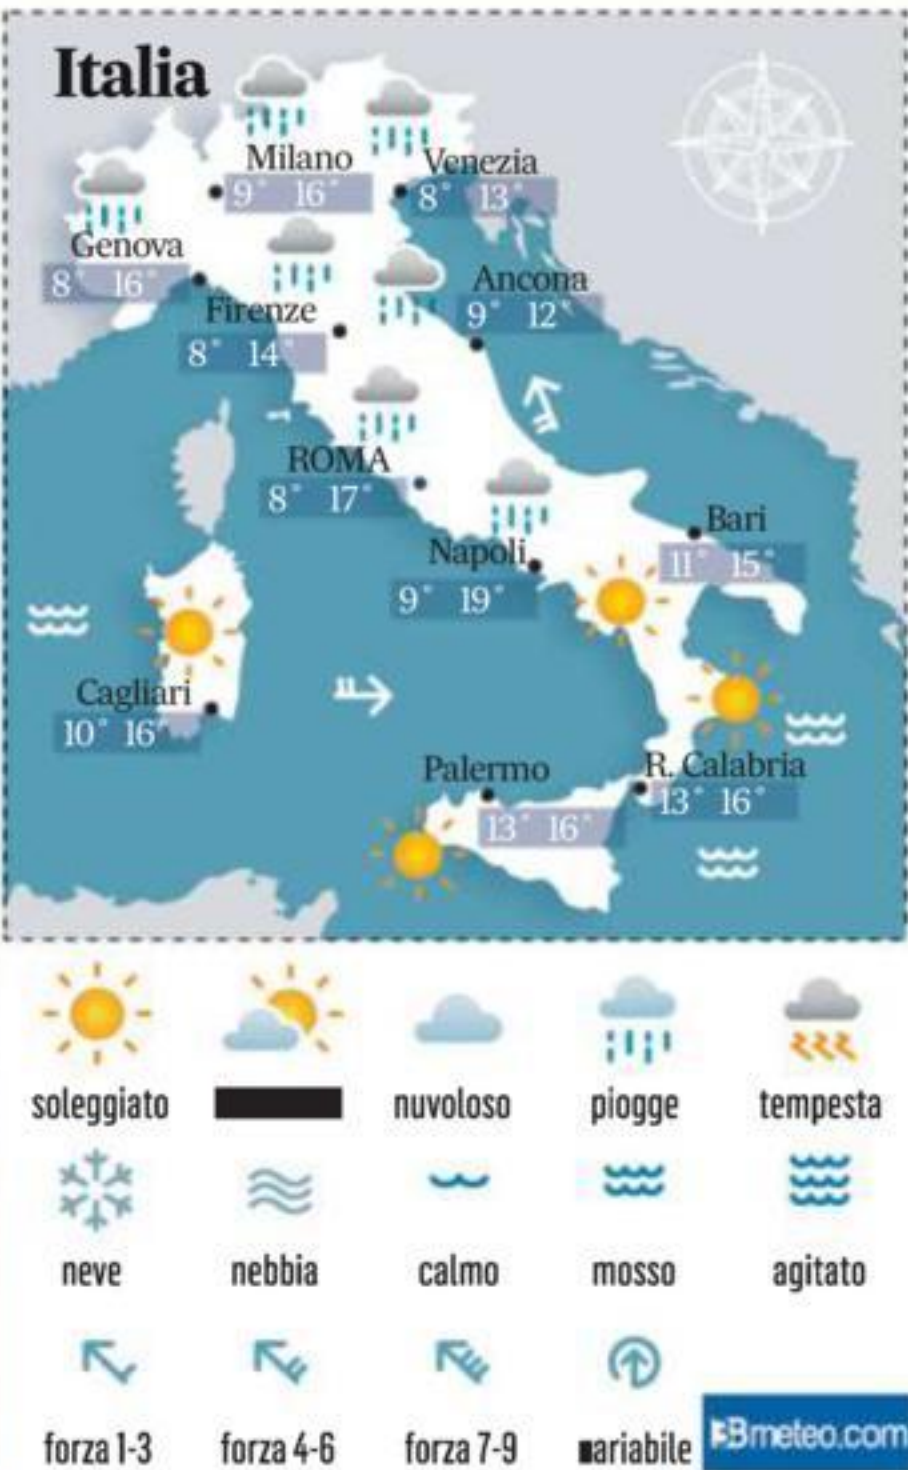 Italia
Milano
9° 16°
Venezia
8° 13°
Genova
8° 16°
Firenze
8° 14°
Ancona
9° 12°
ROMA
8° 17°
Napoli
9° 19°
Bari
11° 15°
Cagliari
10° 16°
Palermo
13° 16°
R. Calabria
13° 16°
soleggiato
nuvoloso
piogge
tempesta
neve
nebbia
calmo
mosso
agitato
forza 1-3
forza 4-6
forza 7-9
ariabile
3Bmeteo.com